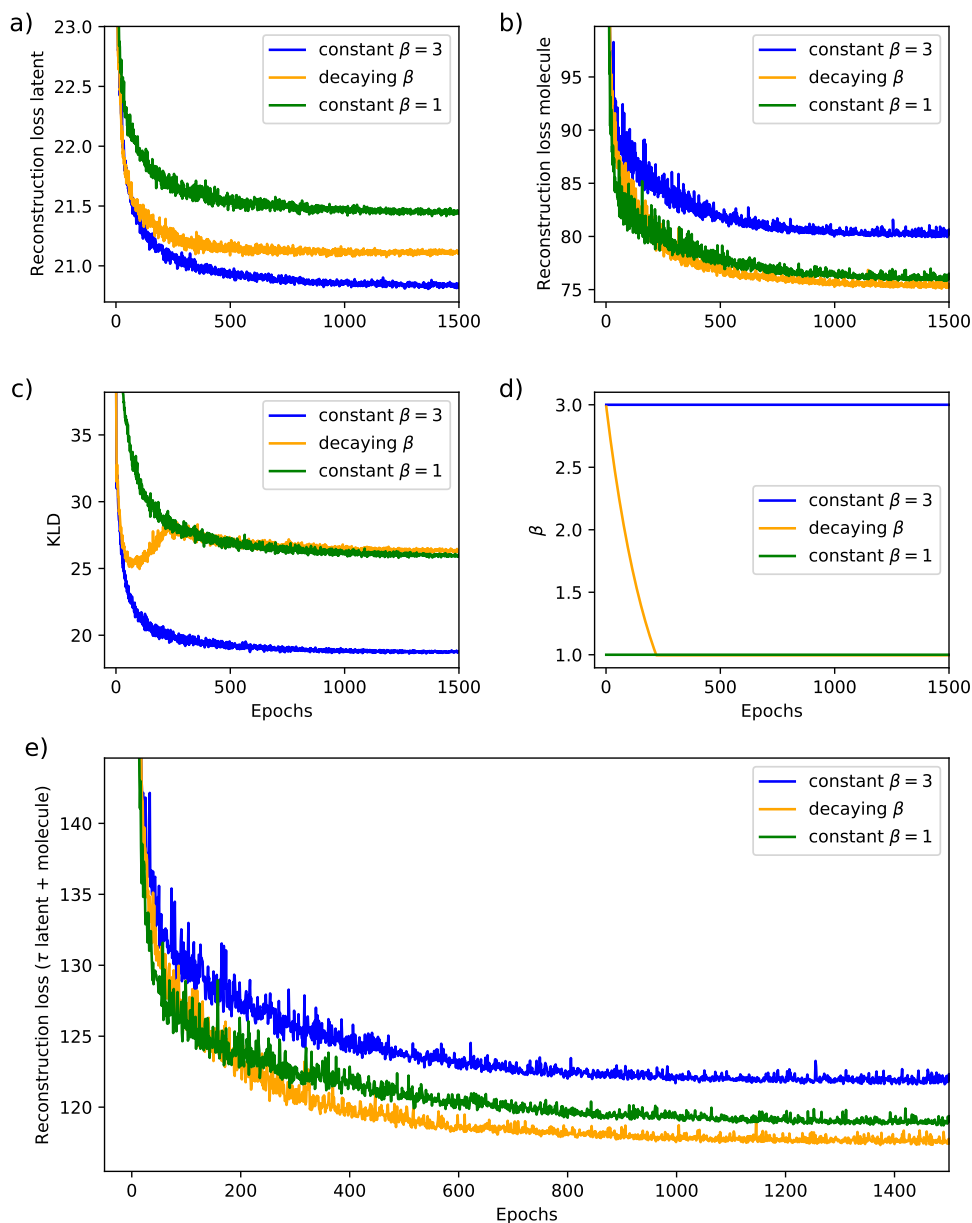 a)
Reconstruction loss latent
23.0
22.5
22.0
21.5
21.0
0 500 1000 1500
constant β = 3
decaying β
constant β = 1
b)
Reconstruction loss molecule
95
90
85
80
75
0 500 1000 1500
constant β = 3
decaying β
constant β = 1
c)
KLD
35
30
25
20
0 500 1000 1500
Epochs
constant β = 3
decaying β
constant β = 1
d)
β
3.0
2.5
2.0
1.5
1.0
0 500 1000 1500
Epochs
constant β = 3
decaying β
constant β = 1
e)
Reconstruction loss (τ latent + molecule)
140
135
130
125
120
0 200 400 600 800 1000 1200 1400
Epochs
constant β = 3
decaying β
constant β = 1